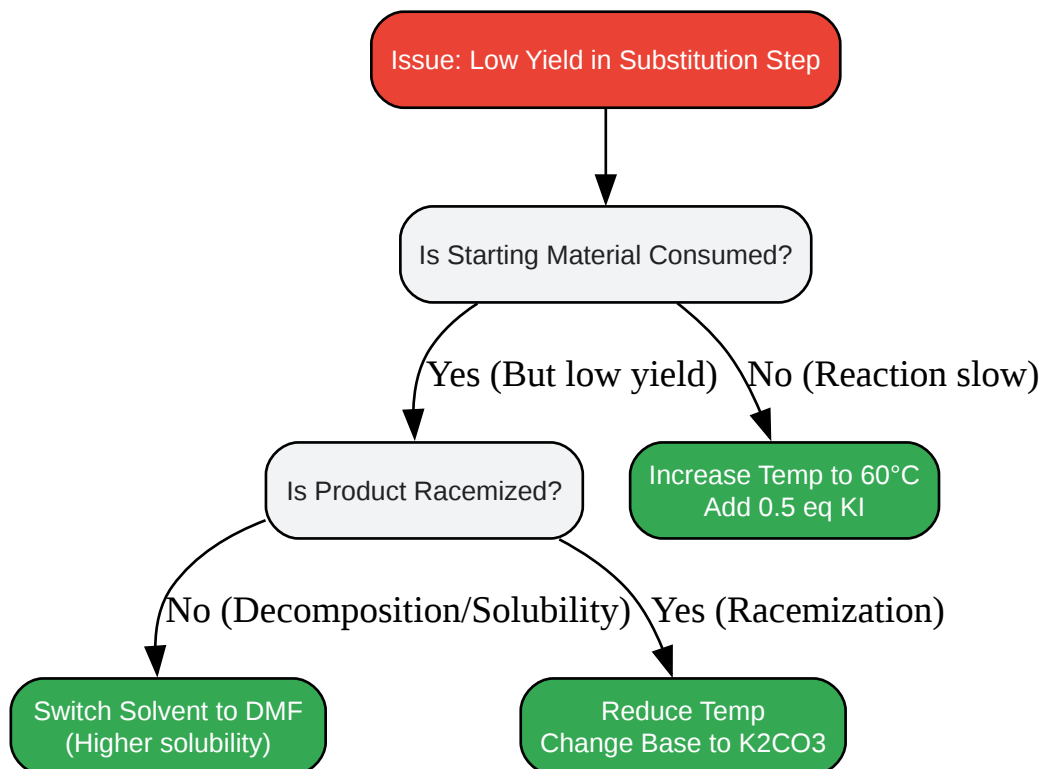 Issue: Low Yield in Substitution Step
Is Starting Material Consumed?
Yes (But low yield)
No (Reaction slow)
Is Product Racemized?
Increase Temp to 60°C
Add 0.5 eq KI
No (Decomposition/Solubility)
Yes (Racemization)
Switch Solvent to DMF
(Higher solubility)
Reduce Temp
Change Base to K2CO3